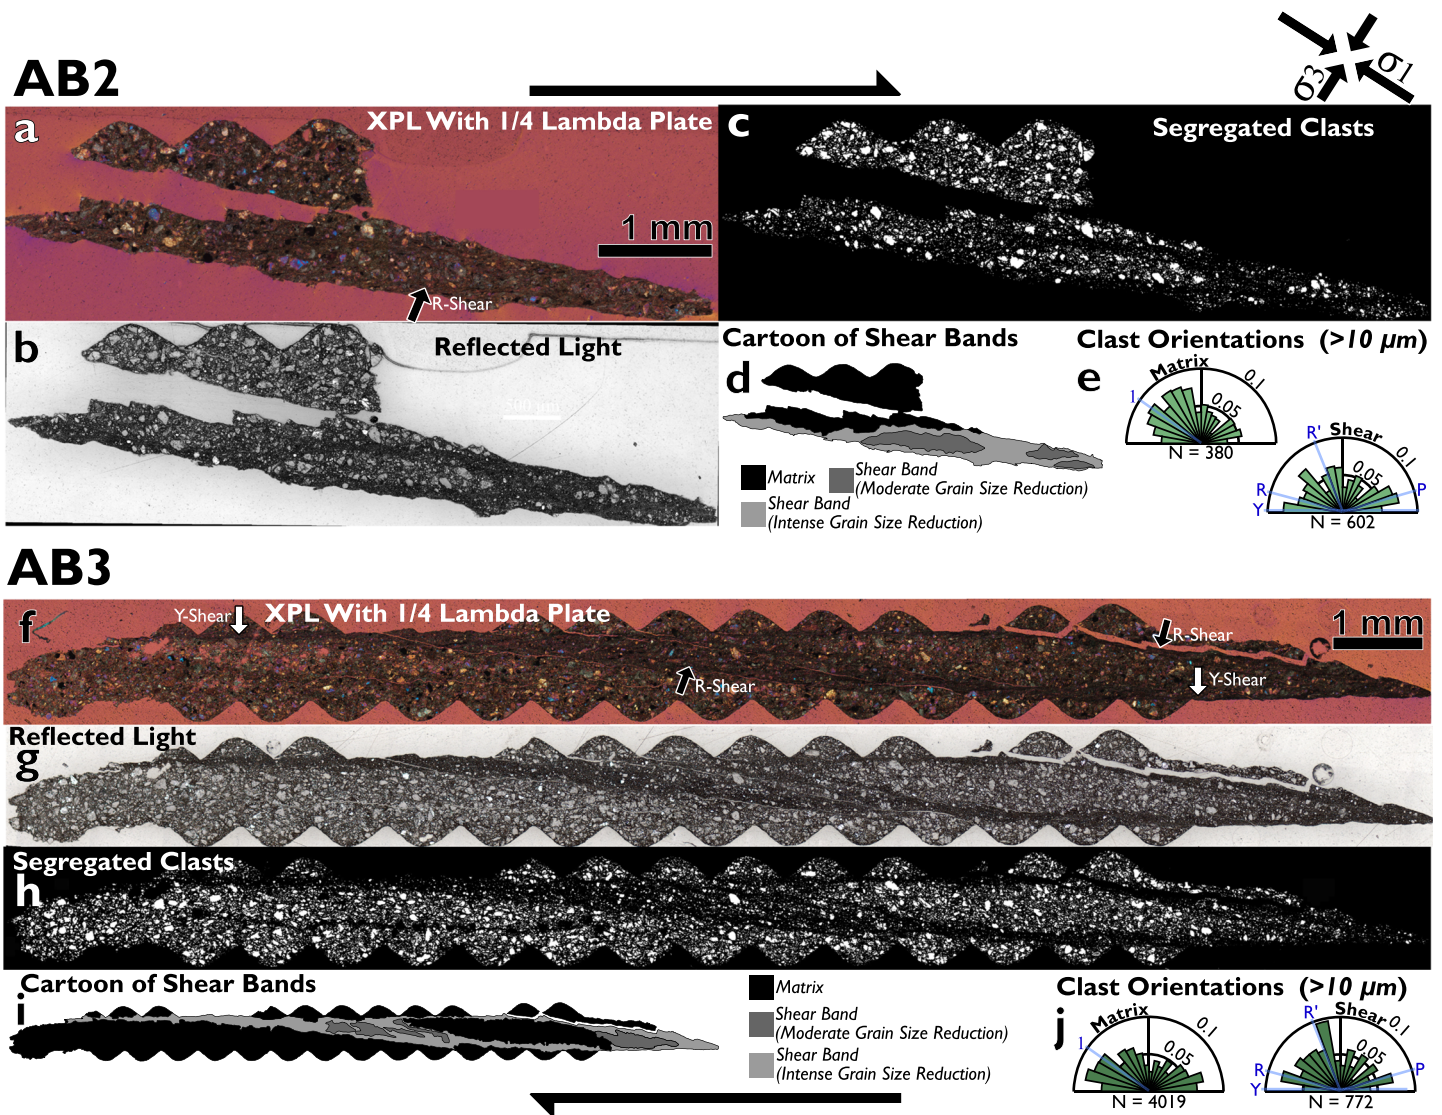 AB2
σ3
σ1
a
XPL With 1/4 Lambda Plate
1 mm
R-Shear
c
Segregated Clasts
b
Reflected Light
500 µm
Cartoon of Shear Bands
d
Matrix
Shear Band
(Moderate Grain Size Reduction)
Shear Band
(Intense Grain Size Reduction)
Clast Orientations (>10 µm)
e
Matrix
0.1
0.05
1
N = 380
R'
Shear
0.1
0.05
R
P
Y
N = 602
AB3
f
Y-Shear
XPL With 1/4 Lambda Plate
1 mm
R-Shear
R-Shear
Y-Shear
Reflected Light
g
Segregated Clasts
h
Cartoon of Shear Bands
i
Matrix
Shear Band
(Moderate Grain Size Reduction)
Shear Band
(Intense Grain Size Reduction)
Clast Orientations (>10 µm)
j
Matrix
0.1
0.05
1
N = 4019
R'
Shear
0.1
0.05
R
P
Y
N = 772